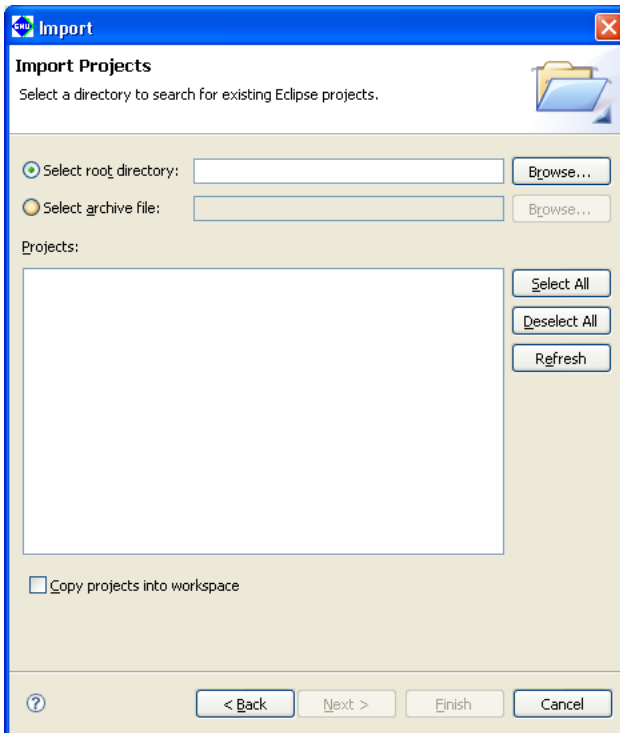 EHU Import
Import Projects
Select a directory to search for existing Eclipse projects.
Select root directory: Browse...
Select archive file: Browse...
Projects:
Select All
Deselect All
Refresh
Copy projects into workspace
? < Back Next > Finish Cancel